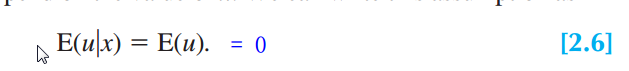 E(u|x) = E(u). = 0 [2.6]